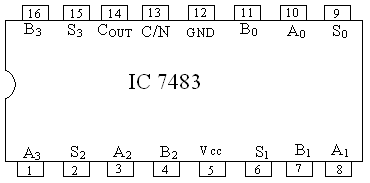 16 15 14 13 12 11 10 9
B3 S3 COUT C/N GND B0 A0 S0
IC 7483
A3 S2 A2 B2 Vcc S1 B1 A1
1 2 3 4 5 6 7 8